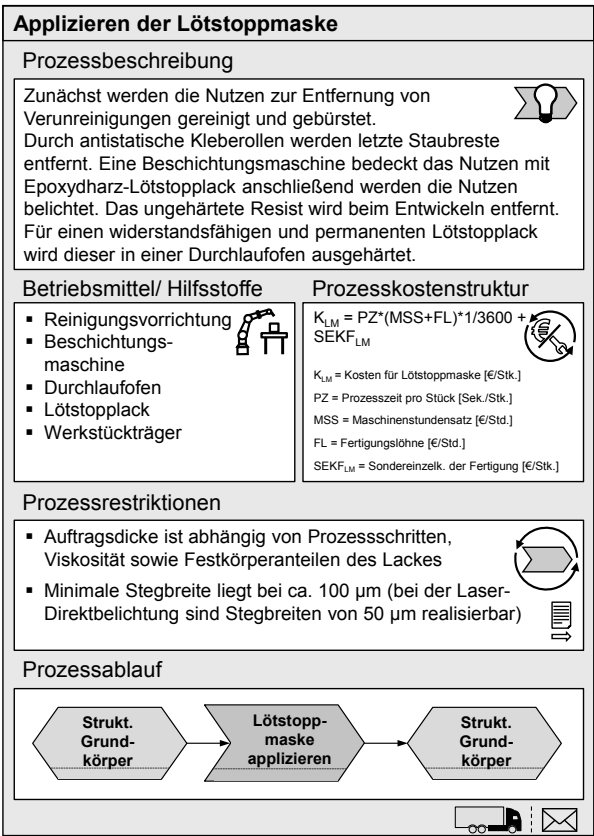 Applizieren der Lötstoppmaske
Prozessbeschreibung
Zunächst werden die Nutzen zur Entfernung von
Verunreinigungen gereinigt und gebürstet.
Durch antistatische Kleberollen werden letzte Staubreste
entfernt. Eine Beschichtungsmaschine bedeckt das Nutzen mit
Epoxydharz-Lötstopplack anschließend werden die Nutzen
belichtet. Das ungehärtete Resist wird beim Entwickeln entfernt.
Für einen widerstandsfähigen und permanenten Lötstopplack
wird dieser in einer Durchlaufofen ausgehärtet.
Betriebsmittel/ Hilfsstoffe
▪ Reinigungsvorrichtung
▪ Beschichtungs-
maschine
▪ Durchlaufofen
▪ Lötstopplack
▪ Werkstückträger
Prozesskostenstruktur
K_LM = PZ*(MSS+FL)*1/3600 +
SEKF_LM
K_LM = Kosten für Lötstoppmaske [€/Stk.]
PZ = Prozesszeit pro Stück [Sek./Stk.]
MSS = Maschinenstundensatz [€/Std.]
FL = Fertigungslöhne [€/Std.]
SEKF_LM = Sondereinzelk. der Fertigung [€/Stk.]
Prozessrestriktionen
▪ Auftragsdicke ist abhängig von Prozessschritten,
Viskosität sowie Festkörperanteilen des Lackes
▪ Minimale Stegbreite liegt bei ca. 100 µm (bei der Laser-
Direktbelichtung sind Stegbreiten von 50 µm realisierbar)
Prozessablauf
Strukt.
Grund-
körper
Lötstopp-
maske
applizieren
Strukt.
Grund-
körper